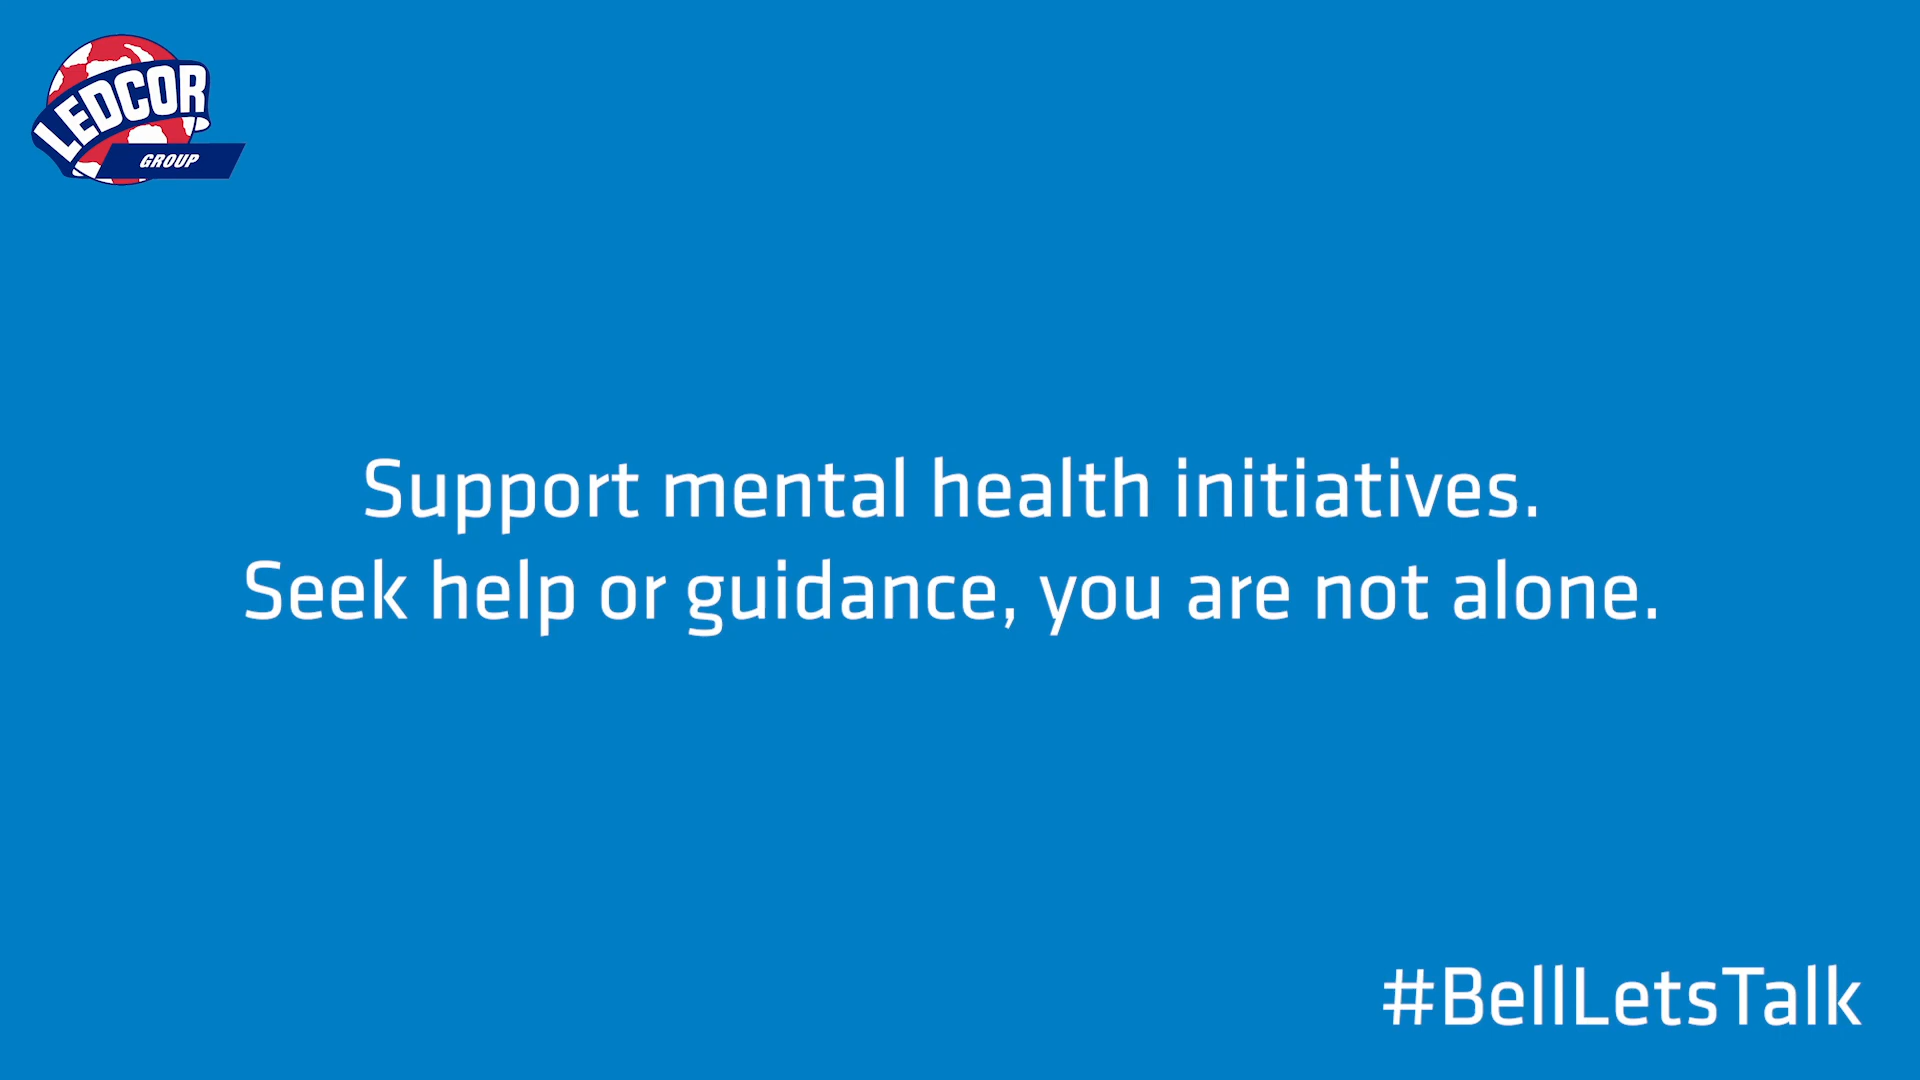 LEDCOR
GROUP
Support mental health initiatives.
Seek help or guidance, you are not alone.
#BellLetsTalk